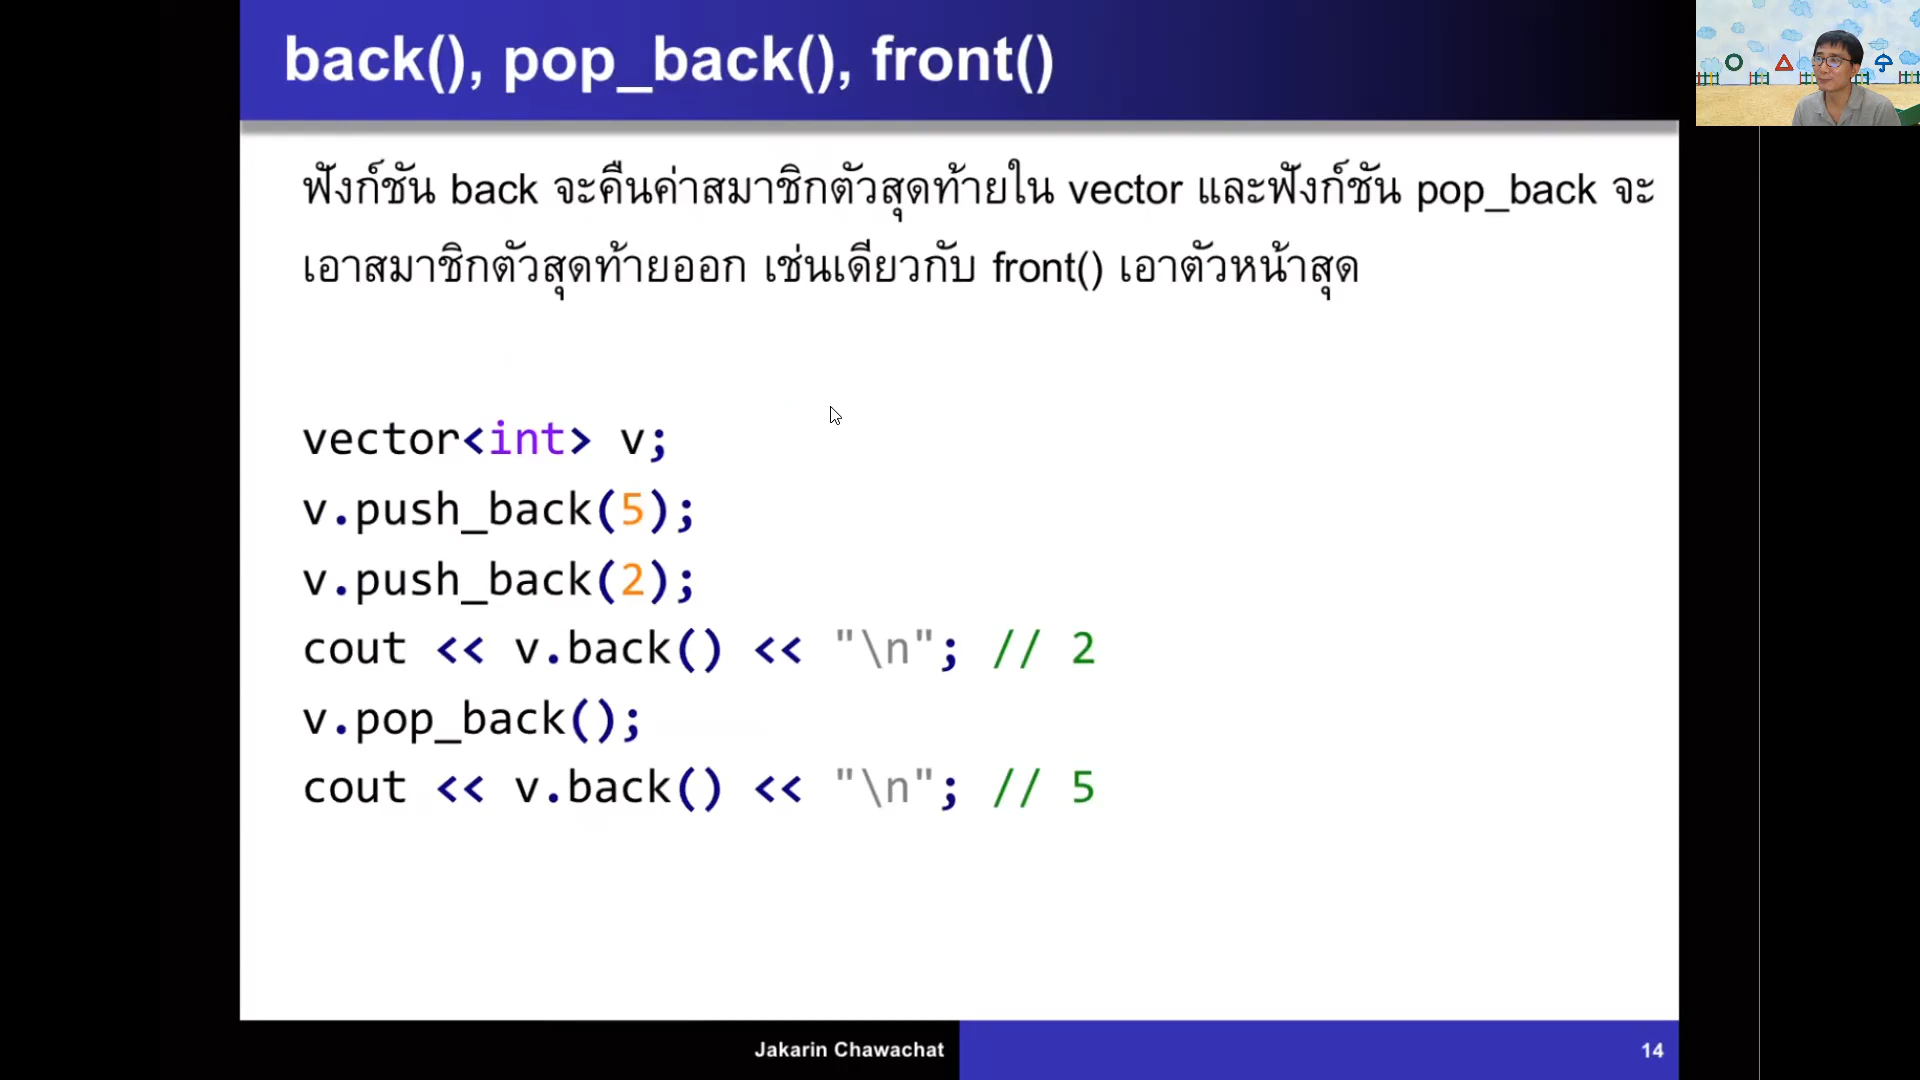 back(), pop_back(), front()
ฟังก์ชัน back จะคืนค่าสมาชิกตัวสุดท้ายใน vector และฟังก์ชัน pop_back จะ
เอาสมาชิกตัวสุดท้ายออก เช่นเดียวกับ front() เอาตัวหน้าสุด
vector<int> v;
v.push_back(5);
v.push_back(2);
cout << v.back() << "\n"; // 2
v.pop_back();
cout << v.back() << "\n"; // 5
Jakarin Chawachat
14